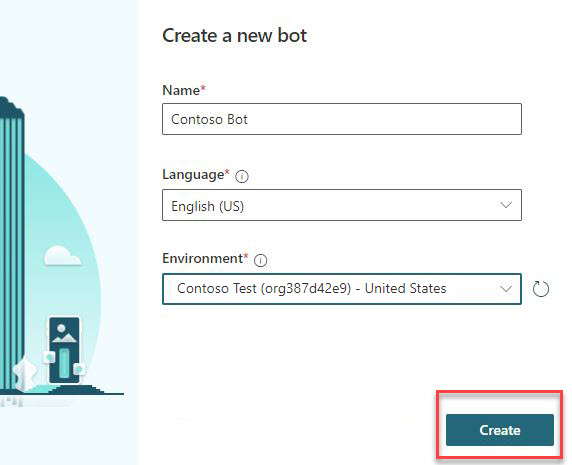 Create a new bot
Name*
Contoso Bot
Language*
English (US)
Environment*
Contoso Test (org387d42e9) - United States
Create